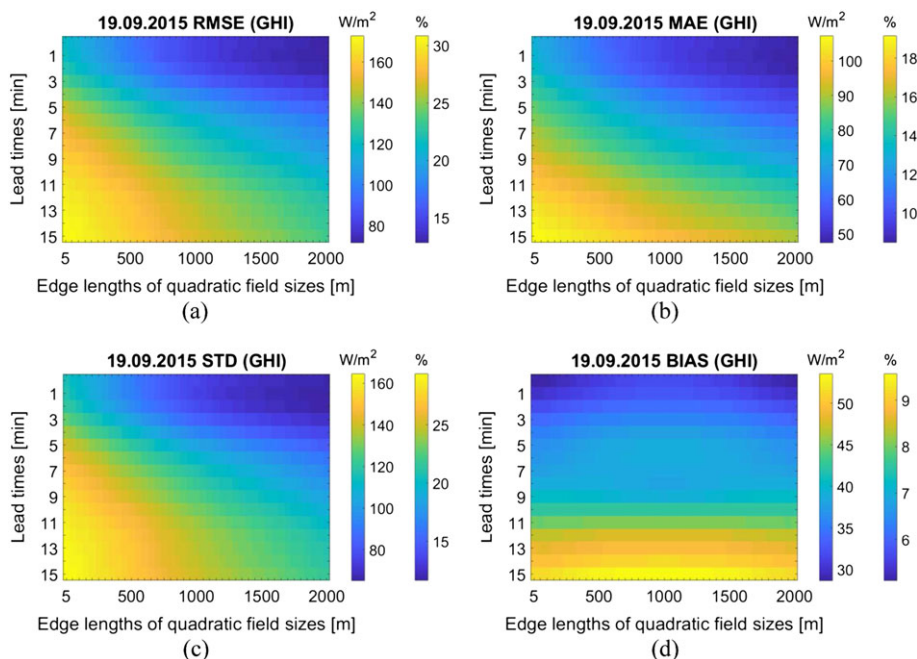 19.09.2015 RMSE (GHI)
W/m2 %
Lead times [min]
1
3
5
7
9
11
13
15
5 500 1000 1500 2000
Edge lengths of quadratic field sizes [m]
160
140
120
100
80
30
25
20
15
(a)
19.09.2015 MAE (GHI)
W/m2 %
Lead times [min]
1
3
5
7
9
11
13
15
5 500 1000 1500 2000
Edge lengths of quadratic field sizes [m]
100
90
80
70
60
50
18
16
14
12
10
(b)
19.09.2015 STD (GHI)
W/m2 %
Lead times [min]
1
3
5
7
9
11
13
15
5 500 1000 1500 2000
Edge lengths of quadratic field sizes [m]
160
140
120
100
80
25
20
15
(c)
19.09.2015 BIAS (GHI)
W/m2 %
Lead times [min]
1
3
5
7
9
11
13
15
5 500 1000 1500 2000
Edge lengths of quadratic field sizes [m]
50
45
40
35
30
9
8
7
6
(d)